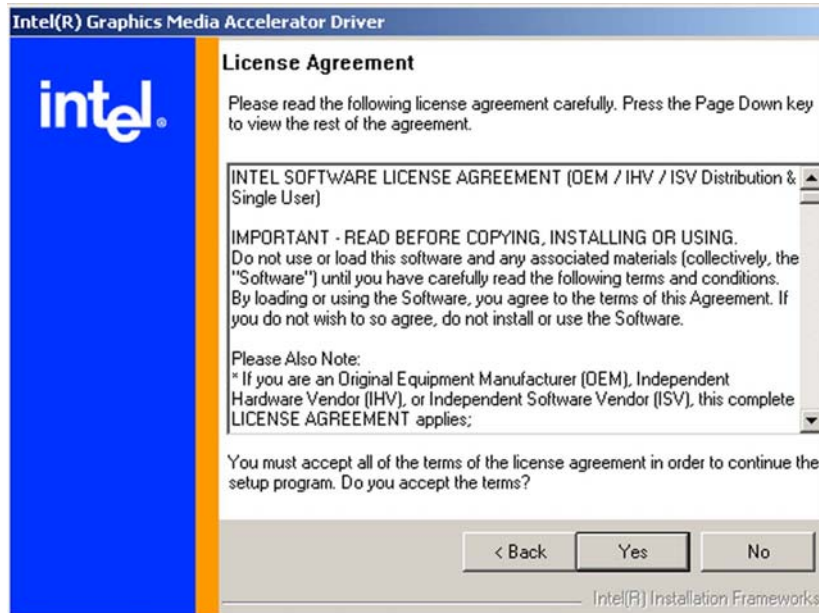 Intel(R) Graphics Media Accelerator Driver
intel®
License Agreement
Please read the following license agreement carefully. Press the Page Down key
to view the rest of the agreement.
INTEL SOFTWARE LICENSE AGREEMENT (OEM / IHV / ISV Distribution &
Single User)
IMPORTANT - READ BEFORE COPYING, INSTALLING OR USING.
Do not use or load this software and any associated materials (collectively, the
"Software") until you have carefully read the following terms and conditions.
By loading or using the Software, you agree to the terms of this Agreement. If
you do not wish to so agree, do not install or use the Software.
Please Also Note:
* If you are an Original Equipment Manufacturer (OEM), Independent
Hardware Vendor (IHV), or Independent Software Vendor (ISV), this complete
LICENSE AGREEMENT applies;
You must accept all of the terms of the license agreement in order to continue the
setup program. Do you accept the terms?
< Back Yes No
Intel(R) Installation Frameworks